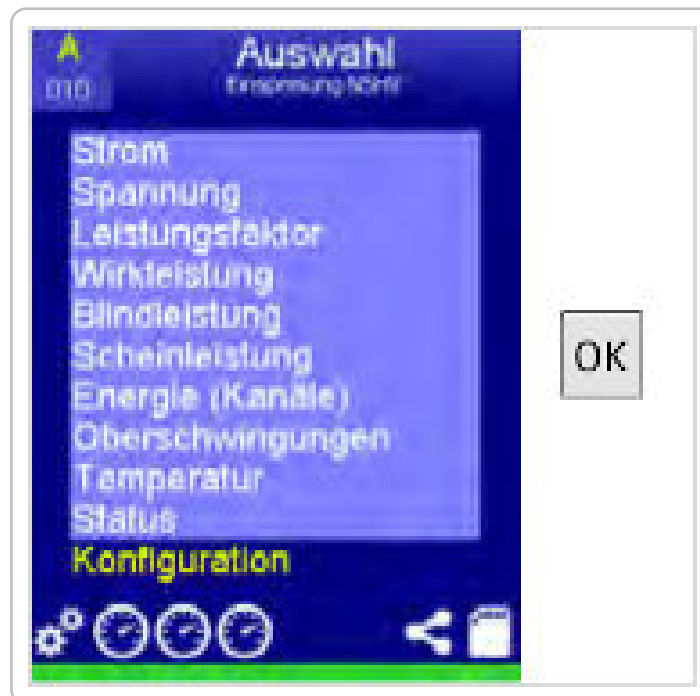 A
Auswahl
010
Strom
Spannung
Leistungsfaktor
Wirkleistung
Blindleistung
Scheinleistung
Energie (Kanäle)
Oberschwingungen
Temperatur
Status
Konfiguration
OK